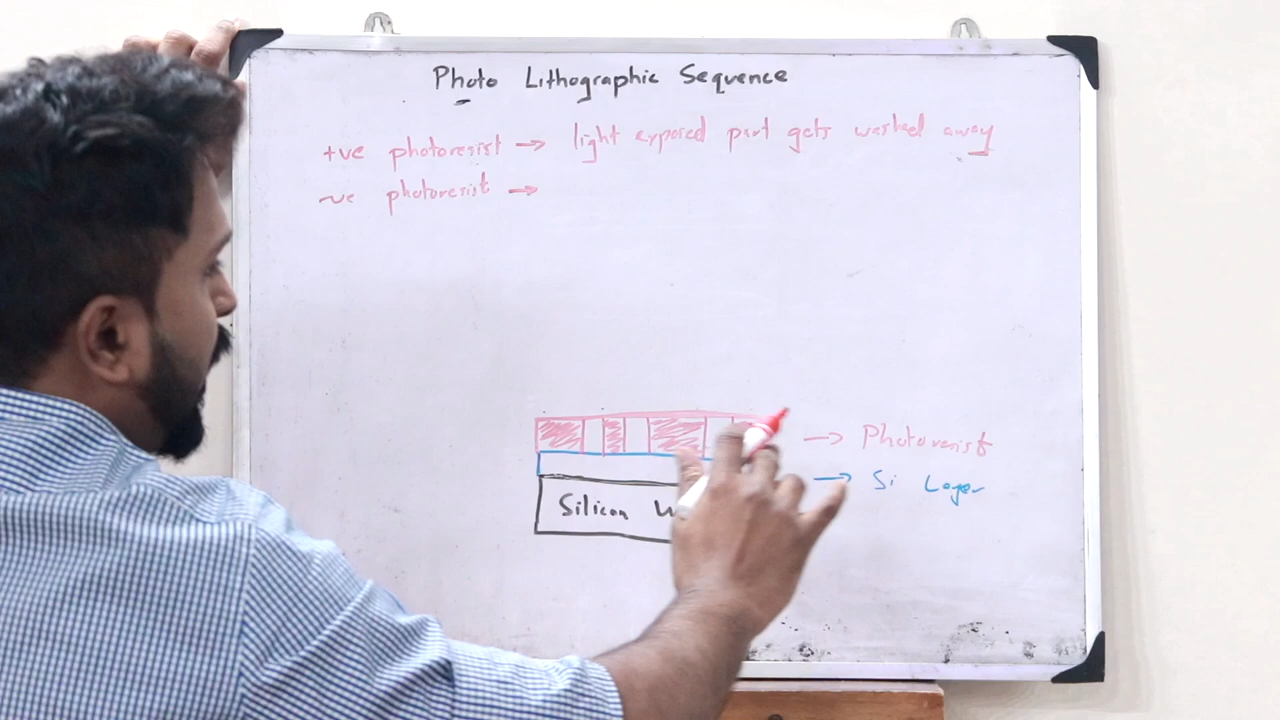 Photo Lithographic Sequence
+ve photoresist → light exposed part gets washed away
-ve photoresist →
→ Photoresist
→ Si Layer
Silicon